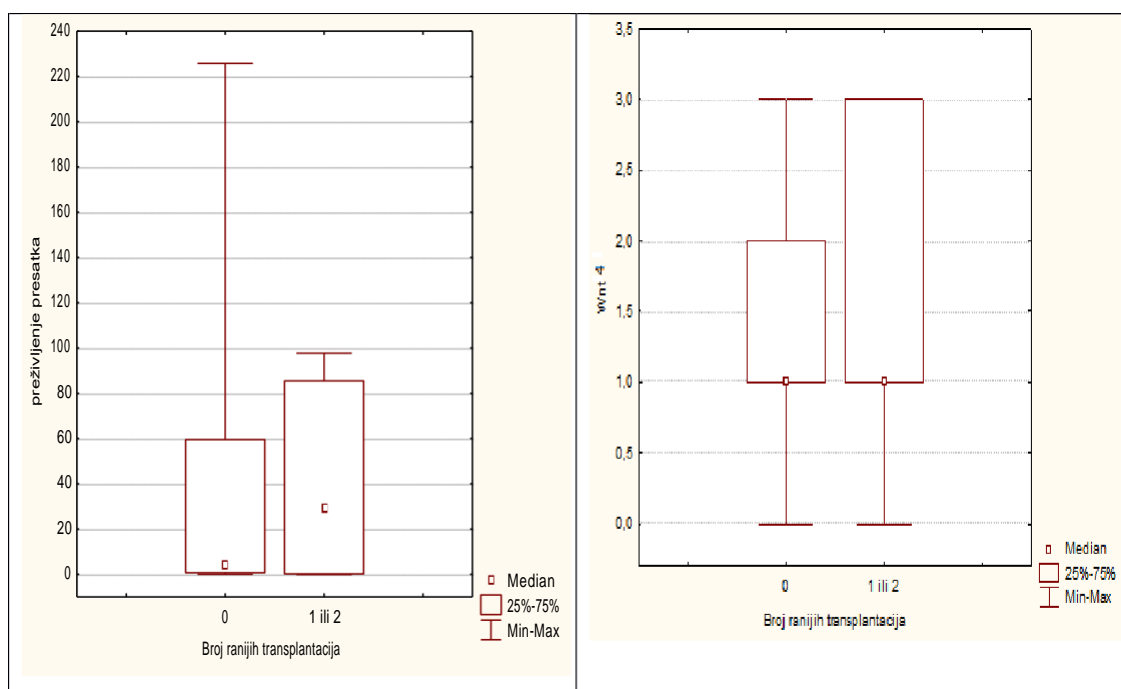 240
220
200
180
160
140
120
100
80
60
40
20
0
preživljenje presatka
0 1 ili 2
Broj ranijih transplantacija
Median
25%-75%
Min-Max
3,5
3,0
2,5
2,0
1,5
1,0
0,5
0,0
Wnt 4
0 1 ili 2
Broj ranijih transplantacija
Median
25%-75%
Min-Max